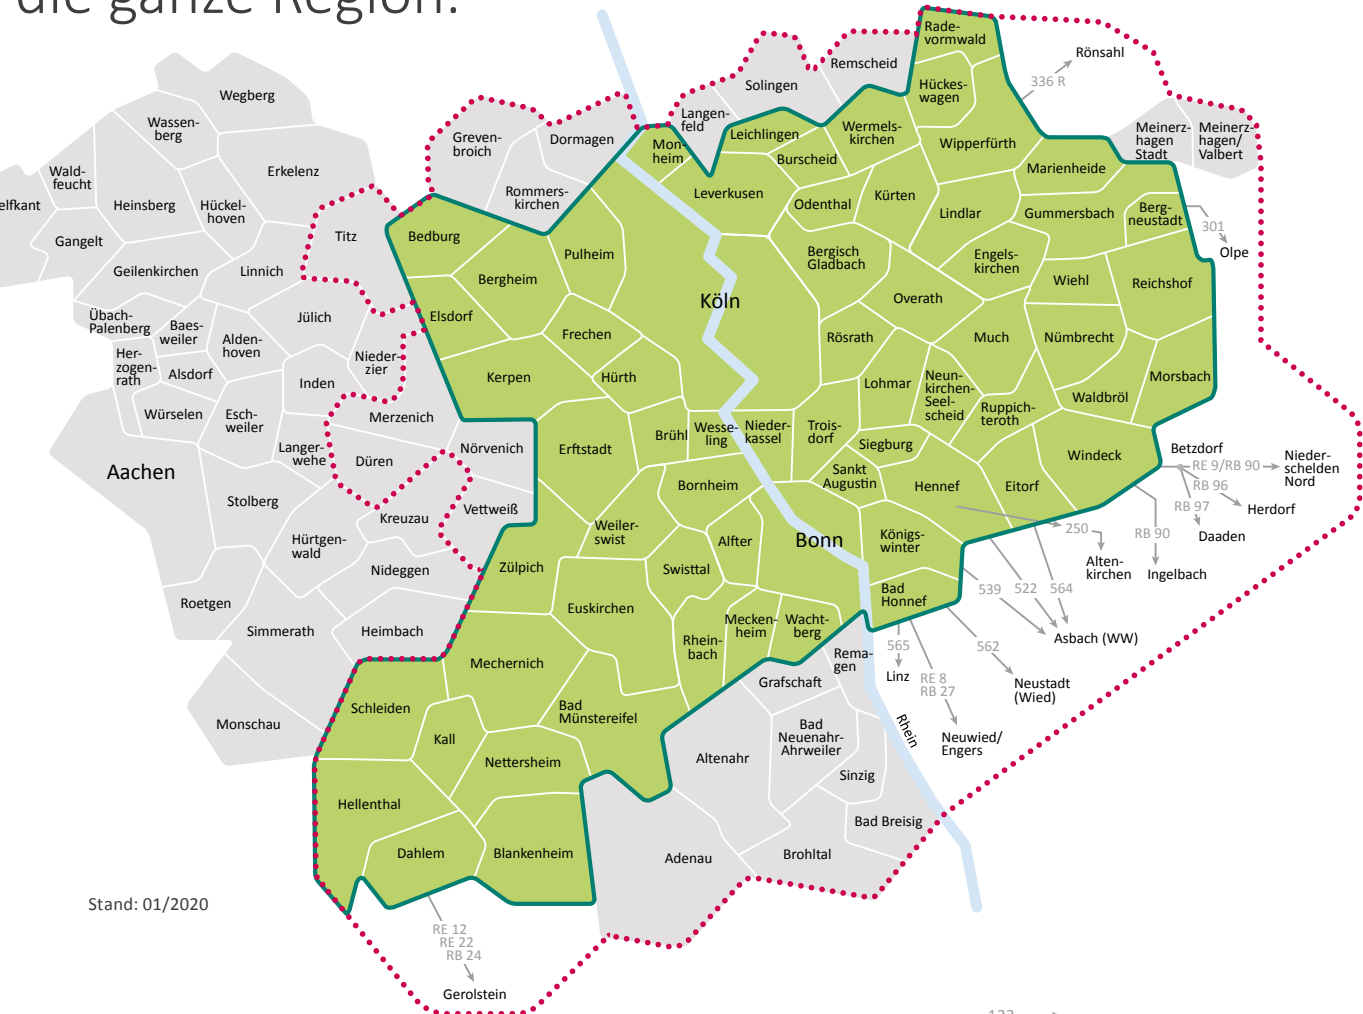 die ganze Region.
Rade-
vormwald
Rönsahl
336 R
Remscheid
Solingen
Hückes-
wagen
Wegberg
Langen-
feld
Wassen-
berg
Greven-
broich
Dormagen
Mon-
heim
Leichlingen
Wermels-
kirchen
Wipperfürth
Meinerz-
hagen
Stadt
Meinerz-
hagen/
Valbert
Burscheid
Marienheide
Wald-
feucht
Erkelenz
elfkant
Heinsberg
Hückel-
hoven
Rommers-
kirchen
Leverkusen
Odenthal
Kürten
Lindlar
Gummersbach
Berg-
neustadt
301
Olpe
Gangelt
Titz
Bedburg
Pulheim
Bergisch
Gladbach
Engels-
kirchen
Geilenkirchen
Linnich
Bergheim
Wiehl
Reichshof
Köln
Overath
Übach-
Palenberg
Baes-
weiler
Jülich
Elsdorf
Alden-
hoven
Frechen
Rösrath
Much
Nümbrecht
Her-
zogen-
rath
Alsdorf
Inden
Nieder-
zier
Kerpen
Hürth
Lohmar
Neun-
kirchen-
Seel-
scheid
Morsbach
Waldbröl
Würselen
Esch-
weiler
Merzenich
Ruppich-
teroth
Langer-
wehe
Nörvenich
Erftstadt
Brühl
Wesse-
ling
Nieder-
kassel
Trois-
dorf
Siegburg
Windeck
Betzdorf
Nieder-
schelden
Nord
RE 9/RB 90
RB 96
RB 97
Herdorf
Daaden
Aachen
Düren
Sankt
Augustin
Hennef
Eitorf
Stolberg
Bornheim
Vettweiß
Kreuzau
Weiler-
swist
Alfter
Bonn
Königs-
winter
250
Alten-
kirchen
RB 90
Ingelbach
Hürtgen-
wald
Nideggen
Zülpich
Swisttal
Euskirchen
Bad
Honnef
539
522
564
Asbach (WW)
Roetgen
Simmerath
Heimbach
Mechernich
Rhein-
bach
Mecken-
heim
Wacht-
berg
Rema-
gen
565
Linz
RE 8
RB 27
562
Neustadt
(Wied)
Grafschaft
Monschau
Schleiden
Bad
Münstereifel
Kall
Bad
Neuenahr-
Ahrweiler
Rhein
Neuwied/
Engers
Nettersheim
Altenahr
Sinzig
Hellenthal
Bad Breisig
Dahlem
Blankenheim
Adenau
Brohltal
Stand: 01/2020
RE 12
RE 22
RB 24
Gerolstein